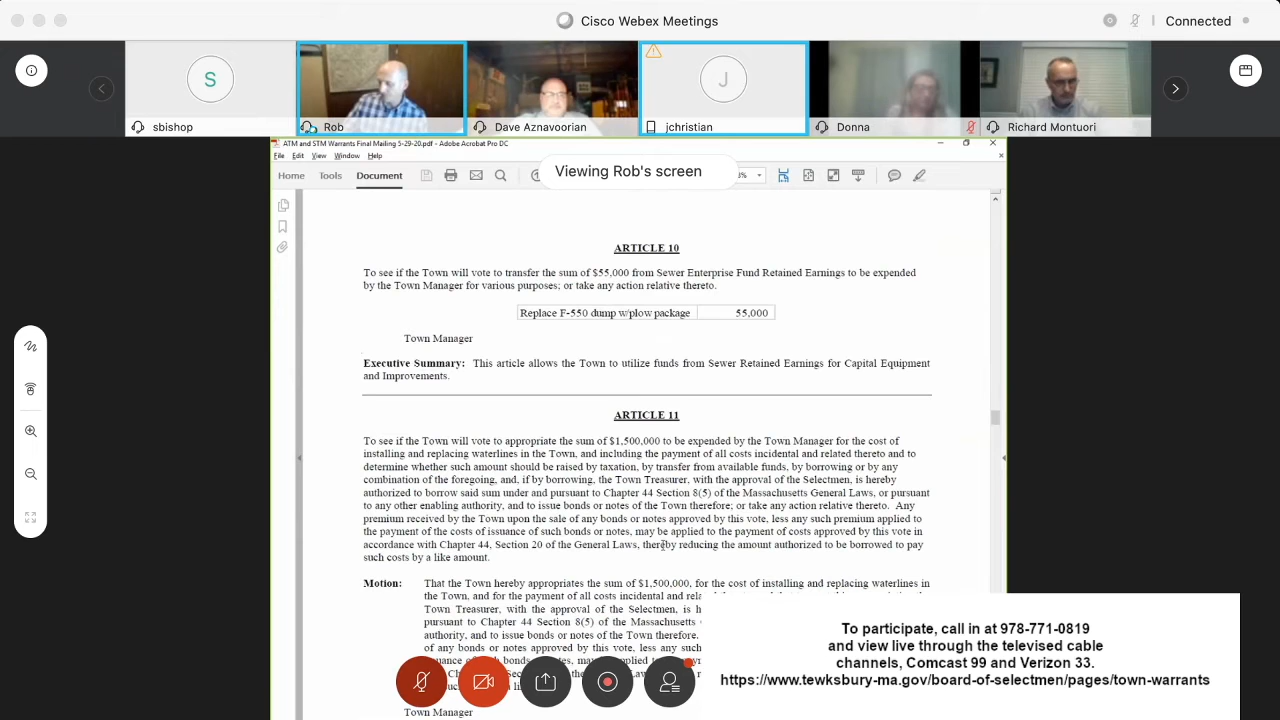 Cisco Webex Meetings
Connected
S
J
sbishop
Rob
Dave Aznavoorian
jchristian
Donna
Richard Montuori
ATM and STM Warrants Final Mailing 5-29-20.pdf - Adobe Acrobat Pro DC
File Edit View Window Help
Viewing Rob's screen
Home Tools Document
ARTICLE 10
To see if the Town will vote to transfer the sum of $55,000 from Sewer Enterprise Fund Retained Earnings to be expended
by the Town Manager for various purposes; or take any action relative thereto.
Replace F-550 dump w/plow package 55,000
Town Manager
Executive Summary: This article allows the Town to utilize funds from Sewer Retained Earnings for Capital Equipment
and Improvements.
ARTICLE 11
To see if the Town will vote to appropriate the sum of $1,500,000 to be expended by the Town Manager for the cost of
installing and replacing waterlines in the Town, and including the payment of all costs incidental and related thereto and to
determine whether such amount should be raised by taxation, by transfer from available funds, by borrowing or by any
combination of the foregoing, and, if by borrowing, the Town Treasurer, with the approval of the Selectmen, is hereby
authorized to borrow said sum under and pursuant to Chapter 44 Section 8(5) of the Massachusetts General Laws, or pursuant
to any other enabling authority, and to issue bonds or notes of the Town therefore; or take any action relative thereto. Any
premium received by the Town upon the sale of any bonds or notes approved by this vote, less any such premium applied to
the payment of the costs of issuance of such bonds or notes, may be applied to the payment of costs approved by this vote in
accordance with Chapter 44, Section 20 of the General Laws, thereby reducing the amount authorized to be borrowed to pay
such costs by a like amount.
Motion: That the Town hereby appropriates the sum of $1,500,000, for the cost of installing and replacing waterlines in
the Town, and for the payment of all costs incidental and
Town Treasurer, with the approval of the Selectmen, is
pursuant to Chapter 44 Section 8(5) of the Massachusetts
authority, and to issue bonds or notes of the Town therefore.
of any bonds or notes approved by this vote, less any such
Town Manager
To participate, call in at 978-771-0819
and view live through the televised cable
channels, Comcast 99 and Verizon 33.
https://www.tewksbury-ma.gov/board-of-selectmen/pages/town-warrants